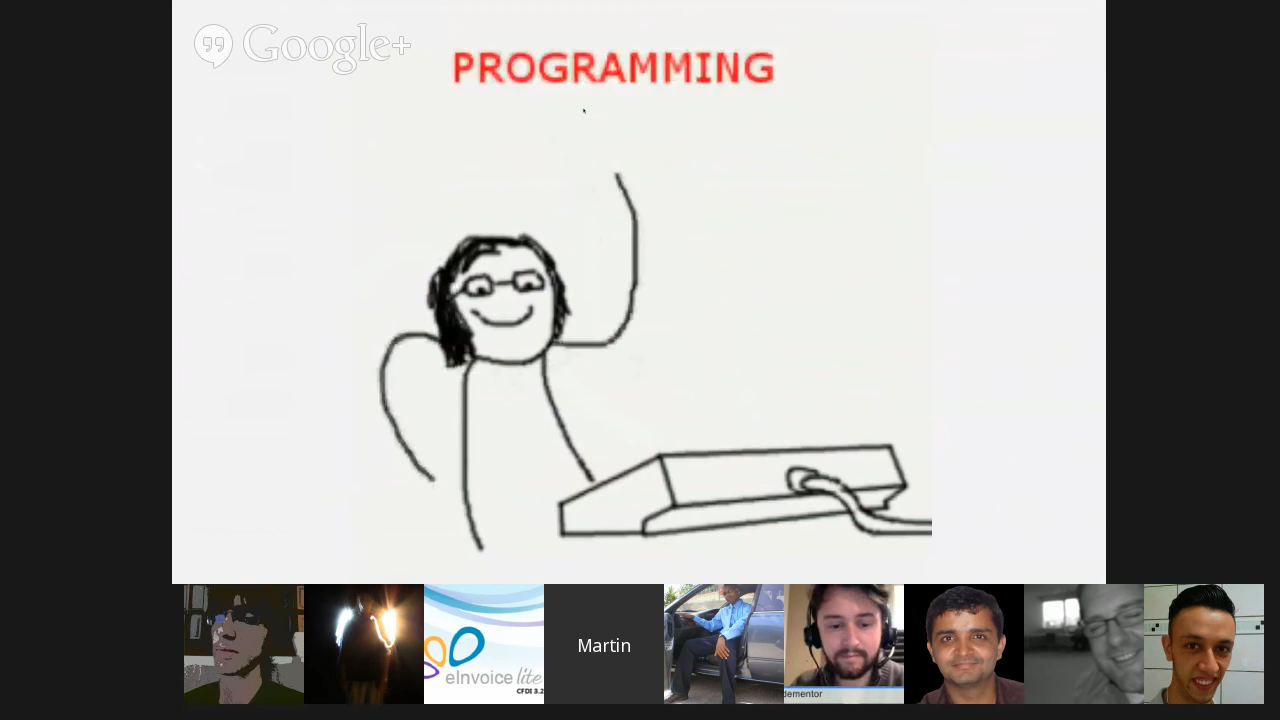 Google+
PROGRAMMING
eInvoice lite
CFDI 3.2
Martin
dementor